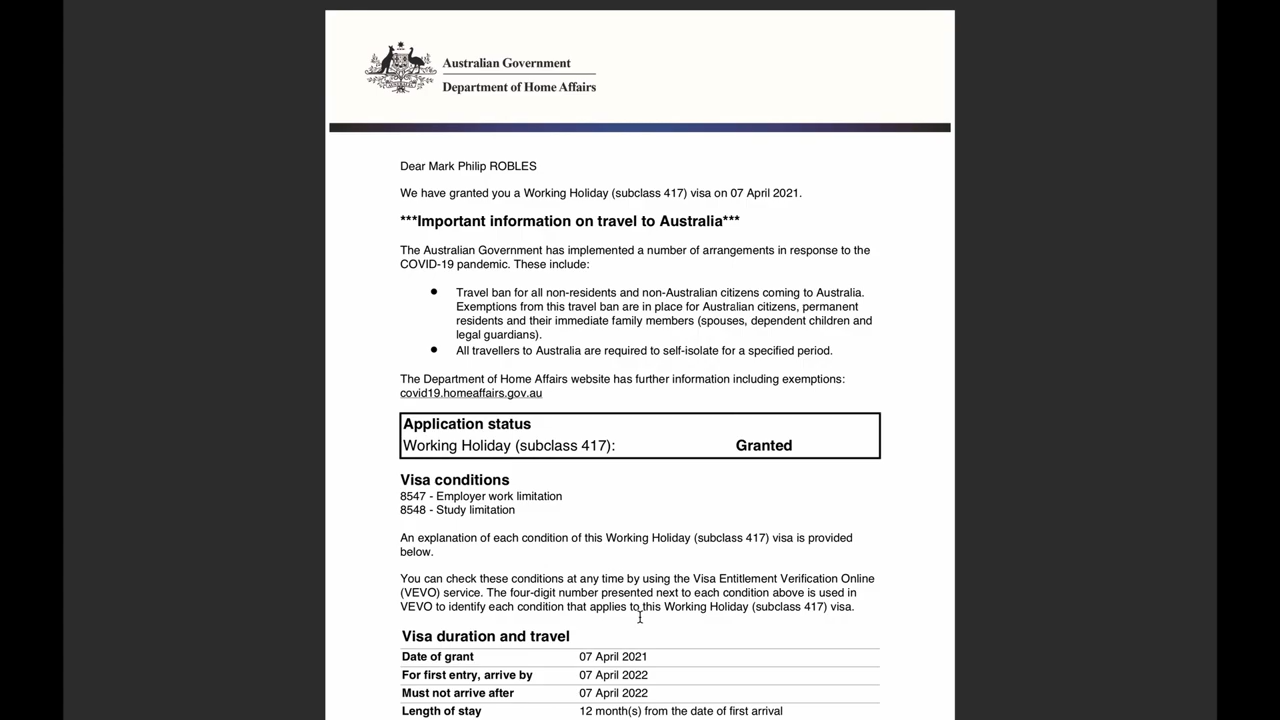 Australian Government
Department of Home Affairs
Dear Mark Philip ROBLES
We have granted you a Working Holiday (subclass 417) visa on 07 April 2021.
***Important information on travel to Australia***
The Australian Government has implemented a number of arrangements in response to the
COVID-19 pandemic. These include:
● Travel ban for all non-residents and non-Australian citizens coming to Australia.
Exemptions from this travel ban are in place for Australian citizens, permanent
residents and their immediate family members (spouses, dependent children and
legal guardians).
● All travellers to Australia are required to self-isolate for a specified period.
The Department of Home Affairs website has further information including exemptions:
covid19.homeaffairs.gov.au
Application status
Working Holiday (subclass 417): Granted
Visa conditions
8547 - Employer work limitation
8548 - Study limitation
An explanation of each condition of this Working Holiday (subclass 417) visa is provided
below.
You can check these conditions at any time by using the Visa Entitlement Verification Online
(VEVO) service. The four-digit number presented next to each condition above is used in
VEVO to identify each condition that applies to this Working Holiday (subclass 417) visa.
Visa duration and travel
Date of grant 07 April 2021
For first entry, arrive by 07 April 2022
Must not arrive after 07 April 2022
Length of stay 12 month(s) from the date of first arrival